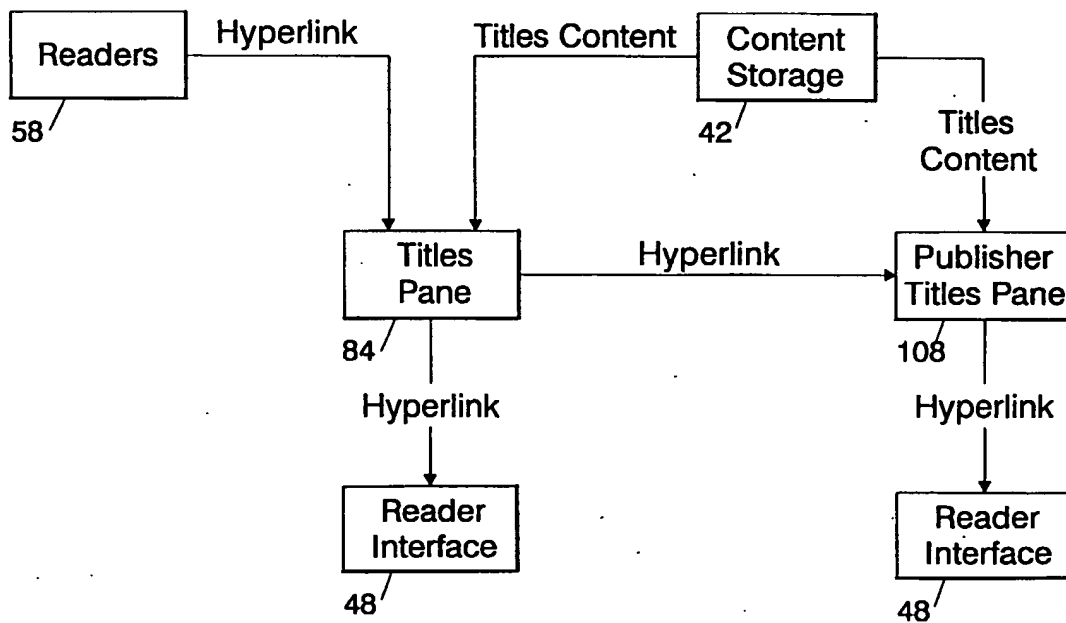 Readers
Hyperlink
Titles Content
Content
Storage
58
42
Titles
Content
Titles
Pane
Hyperlink
Publisher
Titles Pane
84
108
Hyperlink
Hyperlink
Reader
Interface
Reader
Interface
48
48